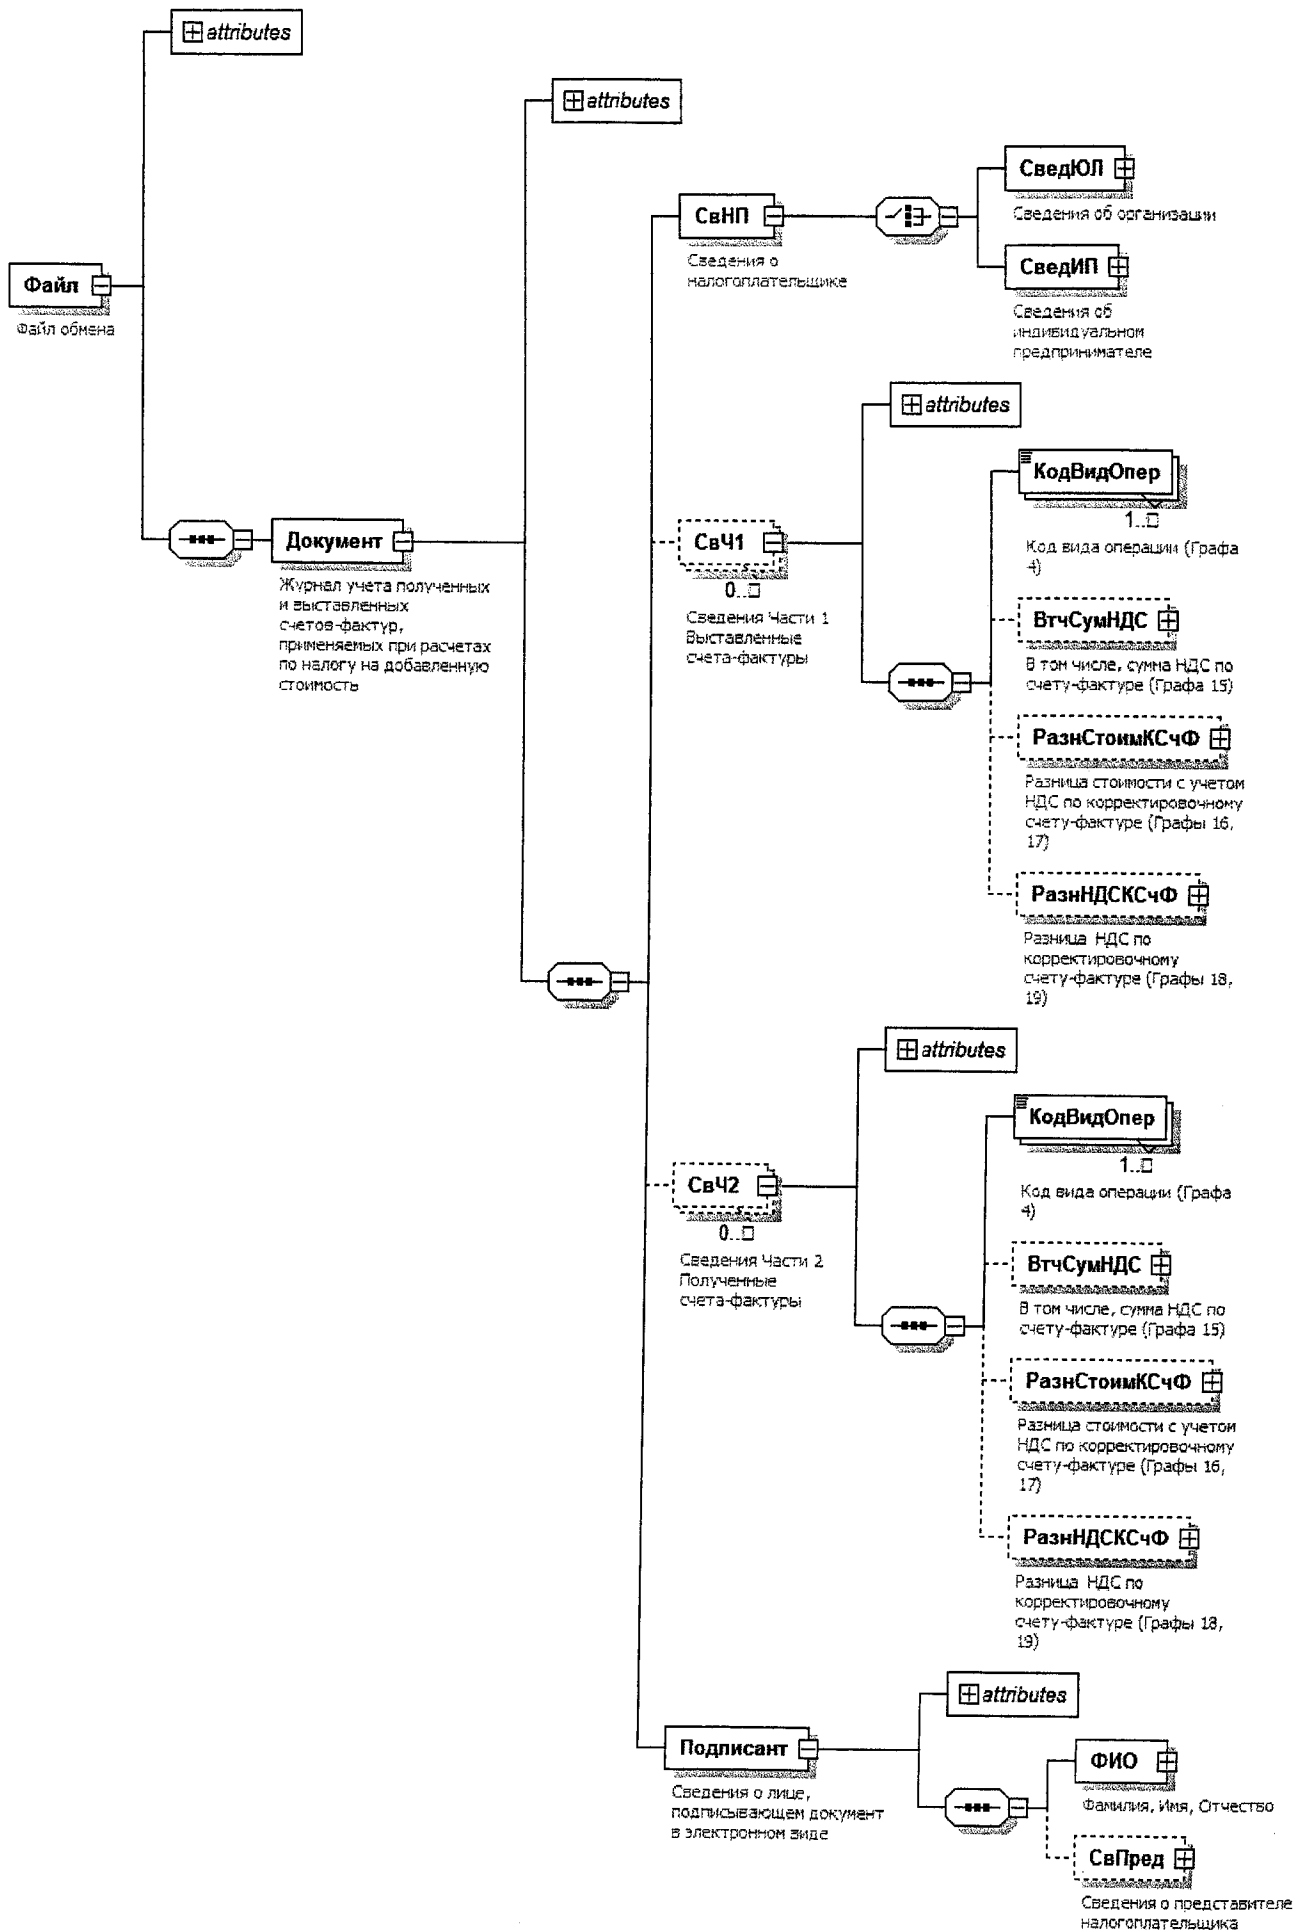 attributes
attributes
СведЮЛ
Сведения об организации
СвНП
Сведения о
налогоплательщике
СведИП
Сведения об
индивидуальном
предпринимателе
Файл
Файл обмена
attributes
КодВидОпер
1..
Код вида операции (Графа
4)
Документ
Журнал учета полученных
и выставленных
счетов-фактур,
применяемых при расчетах
по налогу на добавленную
стоимость
СвЧ1
0..
Сведения Части 1
Выставленные
счета-фактуры
ВтчСумНДС
В том числе, сумма НДС по
счету-фактуре (Графа 15)
РазнСтоимКСчФ
Разница стоимости с учетом
НДС по корректировочному
счету-фактуре (Графы 16,
17)
РазнНДСКСчФ
Разница НДС по
корректировочному
счету-фактуре (Графы 18,
19)
attributes
КодВидОпер
1..
Код вида операции (Графа
4)
СвЧ2
0..
Сведения Части 2
Полученные
счета-фактуры
ВтчСумНДС
В том числе, сумма НДС по
счету-фактуре (Графа 15)
РазнСтоимКСчФ
Разница стоимости с учетом
НДС по корректировочному
счету-фактуре (Графы 16,
17)
РазнНДСКСчФ
Разница НДС по
корректировочному
счету-фактуре (Графы 18,
19)
attributes
Подписант
Сведения о лице,
подписывающем документ
в электронном виде
ФИО
Фамилия, Имя, Отчество
СвПред
Сведения о представителе
налогоплательщика